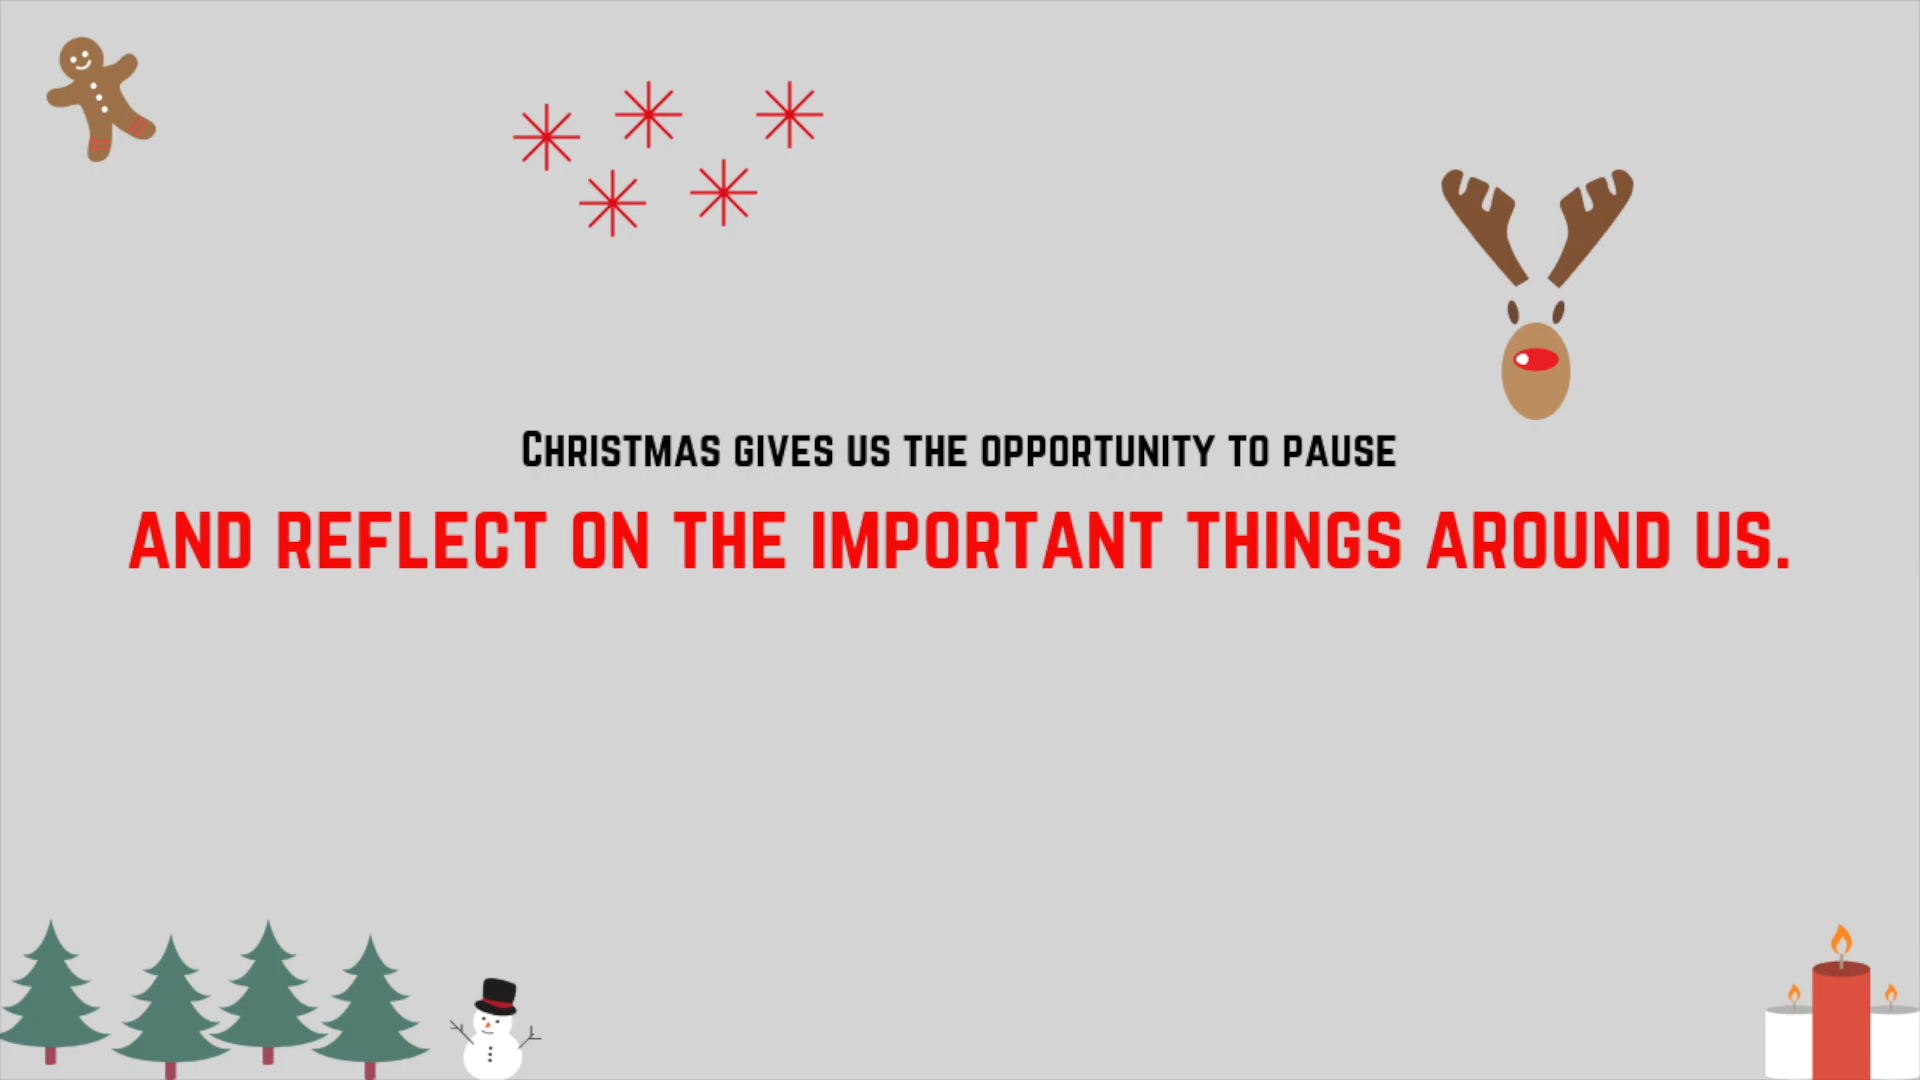 Christmas gives us the opportunity to pause
and reflect on the important things around us.